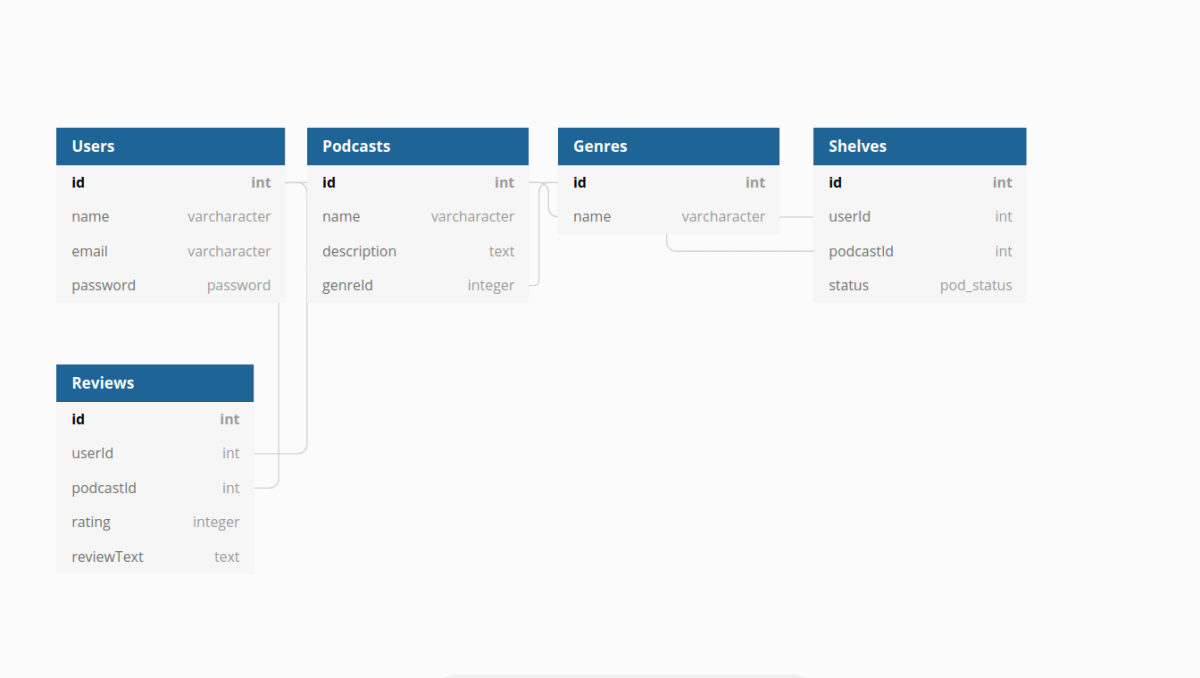 Users
id int
name varcharacter
email varcharacter
password password
Podcasts
id int
name varcharacter
description text
genreId integer
Genres
id int
name varcharacter
Shelves
id int
userId int
podcastId int
status pod_status
Reviews
id int
userId int
podcastId int
rating integer
reviewText text